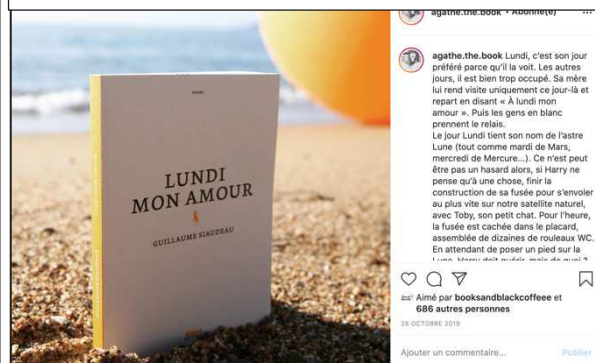 LUNDI
MON AMOUR
GUILLAUME SIAUDEAU
agathe.the.book • Abonné(e)
agathe.the.book Lundi, c'est son jour
préféré parce qu'il la voit. Les autres
jours, il est bien trop occupé. Sa mère
lui rend visite uniquement ce jour-là et
repart en disant « À lundi mon
amour ». Puis les gens en blanc
prennent le relais.
Le jour Lundi tient son nom de l'astre
Lune (tout comme mardi de Mars,
mercredi de Mercure...). Ce n'est peut
être pas un hasard alors, si Harry ne
pense qu'à une chose, finir la
construction de sa fusée pour s'envoler
au plus vite sur notre satellite naturel,
avec Toby, son petit chat. Pour l'heure,
la fusée est cachée dans le placard,
assemblée de dizaines de rouleaux WC.
En attendant de poser un pied sur la
Lune, Harry doit guérir, mais de quoi ?
Aimé par booksandblackcoffeee et
686 autres personnes
28 OCTOBRE 2019
Ajouter un commentaire...
Publier